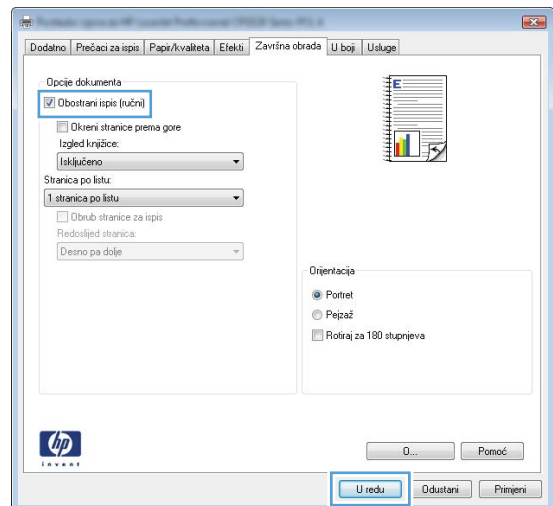 Dodatno Prečaci za ispis Papir/kvaliteta Efekti Završna obrada U boji Usluge
Opcije dokumenta
Obostrani ispis (ručni)
Okreni stranice prema gore
Izgled knjižice:
Isključeno
Stranica po listu:
1 stranica po listu
Obrub stranice za ispis
Redoslijed stranica:
Desno pa dolje
E
Orijentacija
Portret
Pejzaž
Rotiraj za 180 stupnjeva
hp
invent
O... Pomoć
U redu Odustani Primjeni